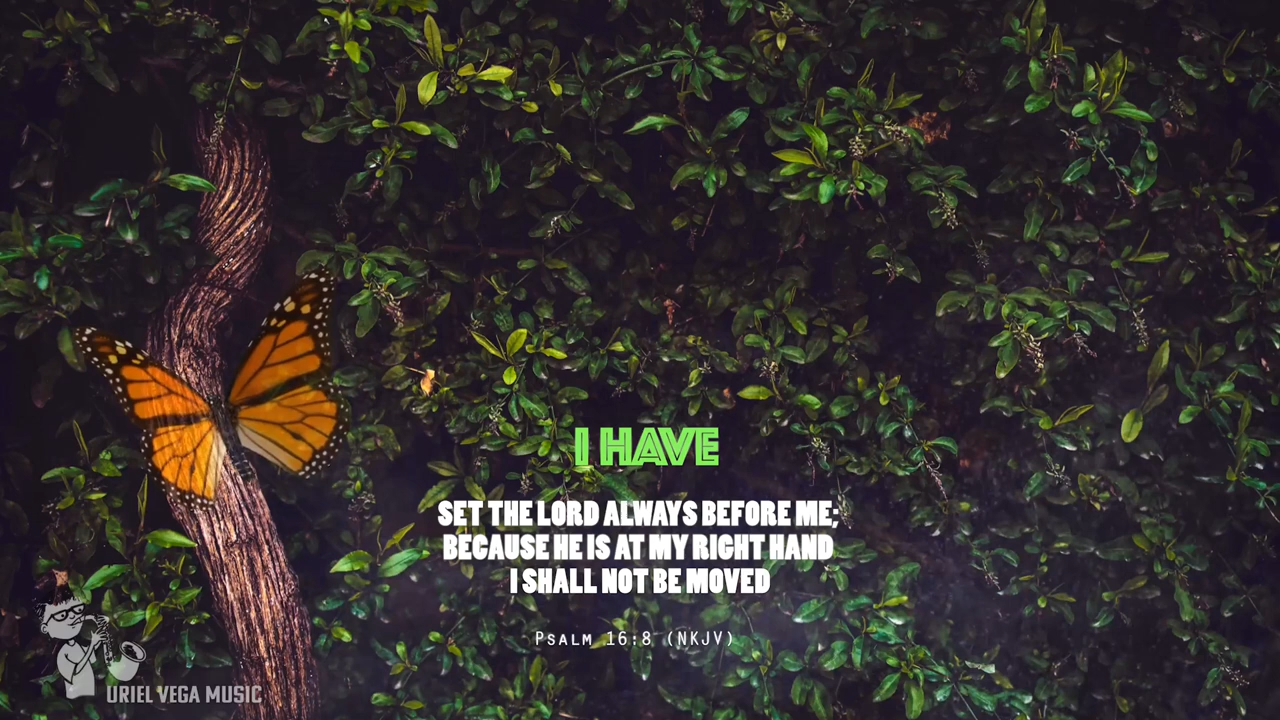 I HAVE
SET THE LORD ALWAYS BEFORE ME;
BECAUSE HE IS AT MY RIGHT HAND
I SHALL NOT BE MOVED
Psalm 16:8 (NKJV)
URIEL VEGA MUSIC